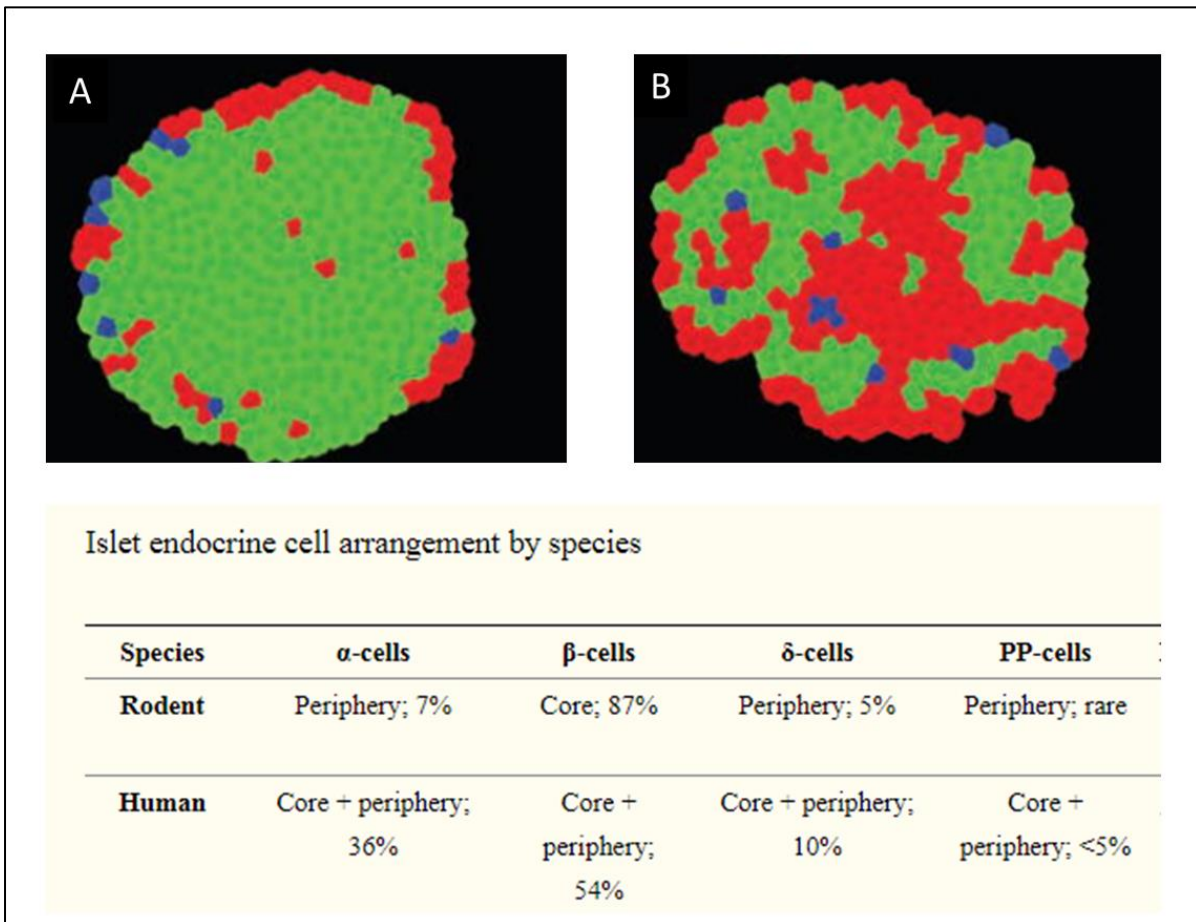 A
B
Islet endocrine cell arrangement by species
Species α-cells β-cells δ-cells PP-cells
Rodent Periphery; 7% Core; 87% Periphery; 5% Periphery; rare
Human Core + periphery; Core + Core + periphery; Core +
36% periphery; 10% periphery; <5%
54%